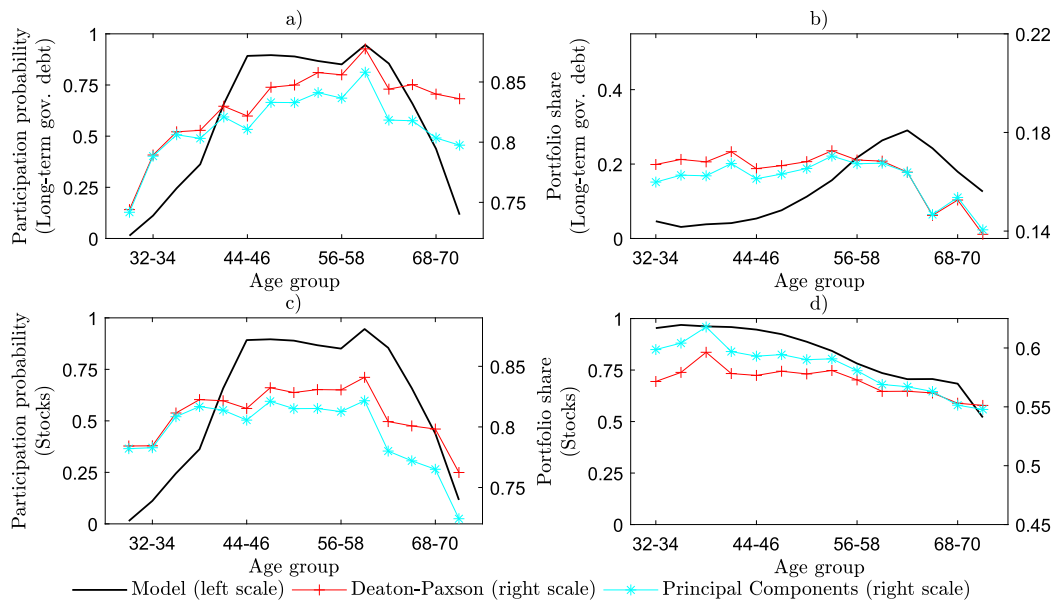 a)
Participation probability
(Long-term gov. debt)
1
0.75
0.5
0.25
0
0.85
0.8
0.75
32-34 44-46 56-58 68-70
Age group
b)
Portfolio share
(Long-term gov. debt)
0.4
0.2
0
0.22
0.18
0.14
32-34 44-46 56-58 68-70
Age group
c)
Participation probability
(Stocks)
1
0.75
0.5
0.25
0
0.85
0.8
0.75
32-34 44-46 56-58 68-70
Age group
d)
Portfolio share
(Stocks)
1
0.75
0.5
0.25
0
0.6
0.55
0.5
0.45
32-34 44-46 56-58 68-70
Age group
Model (left scale) Deaton-Paxson (right scale) Principal Components (right scale)